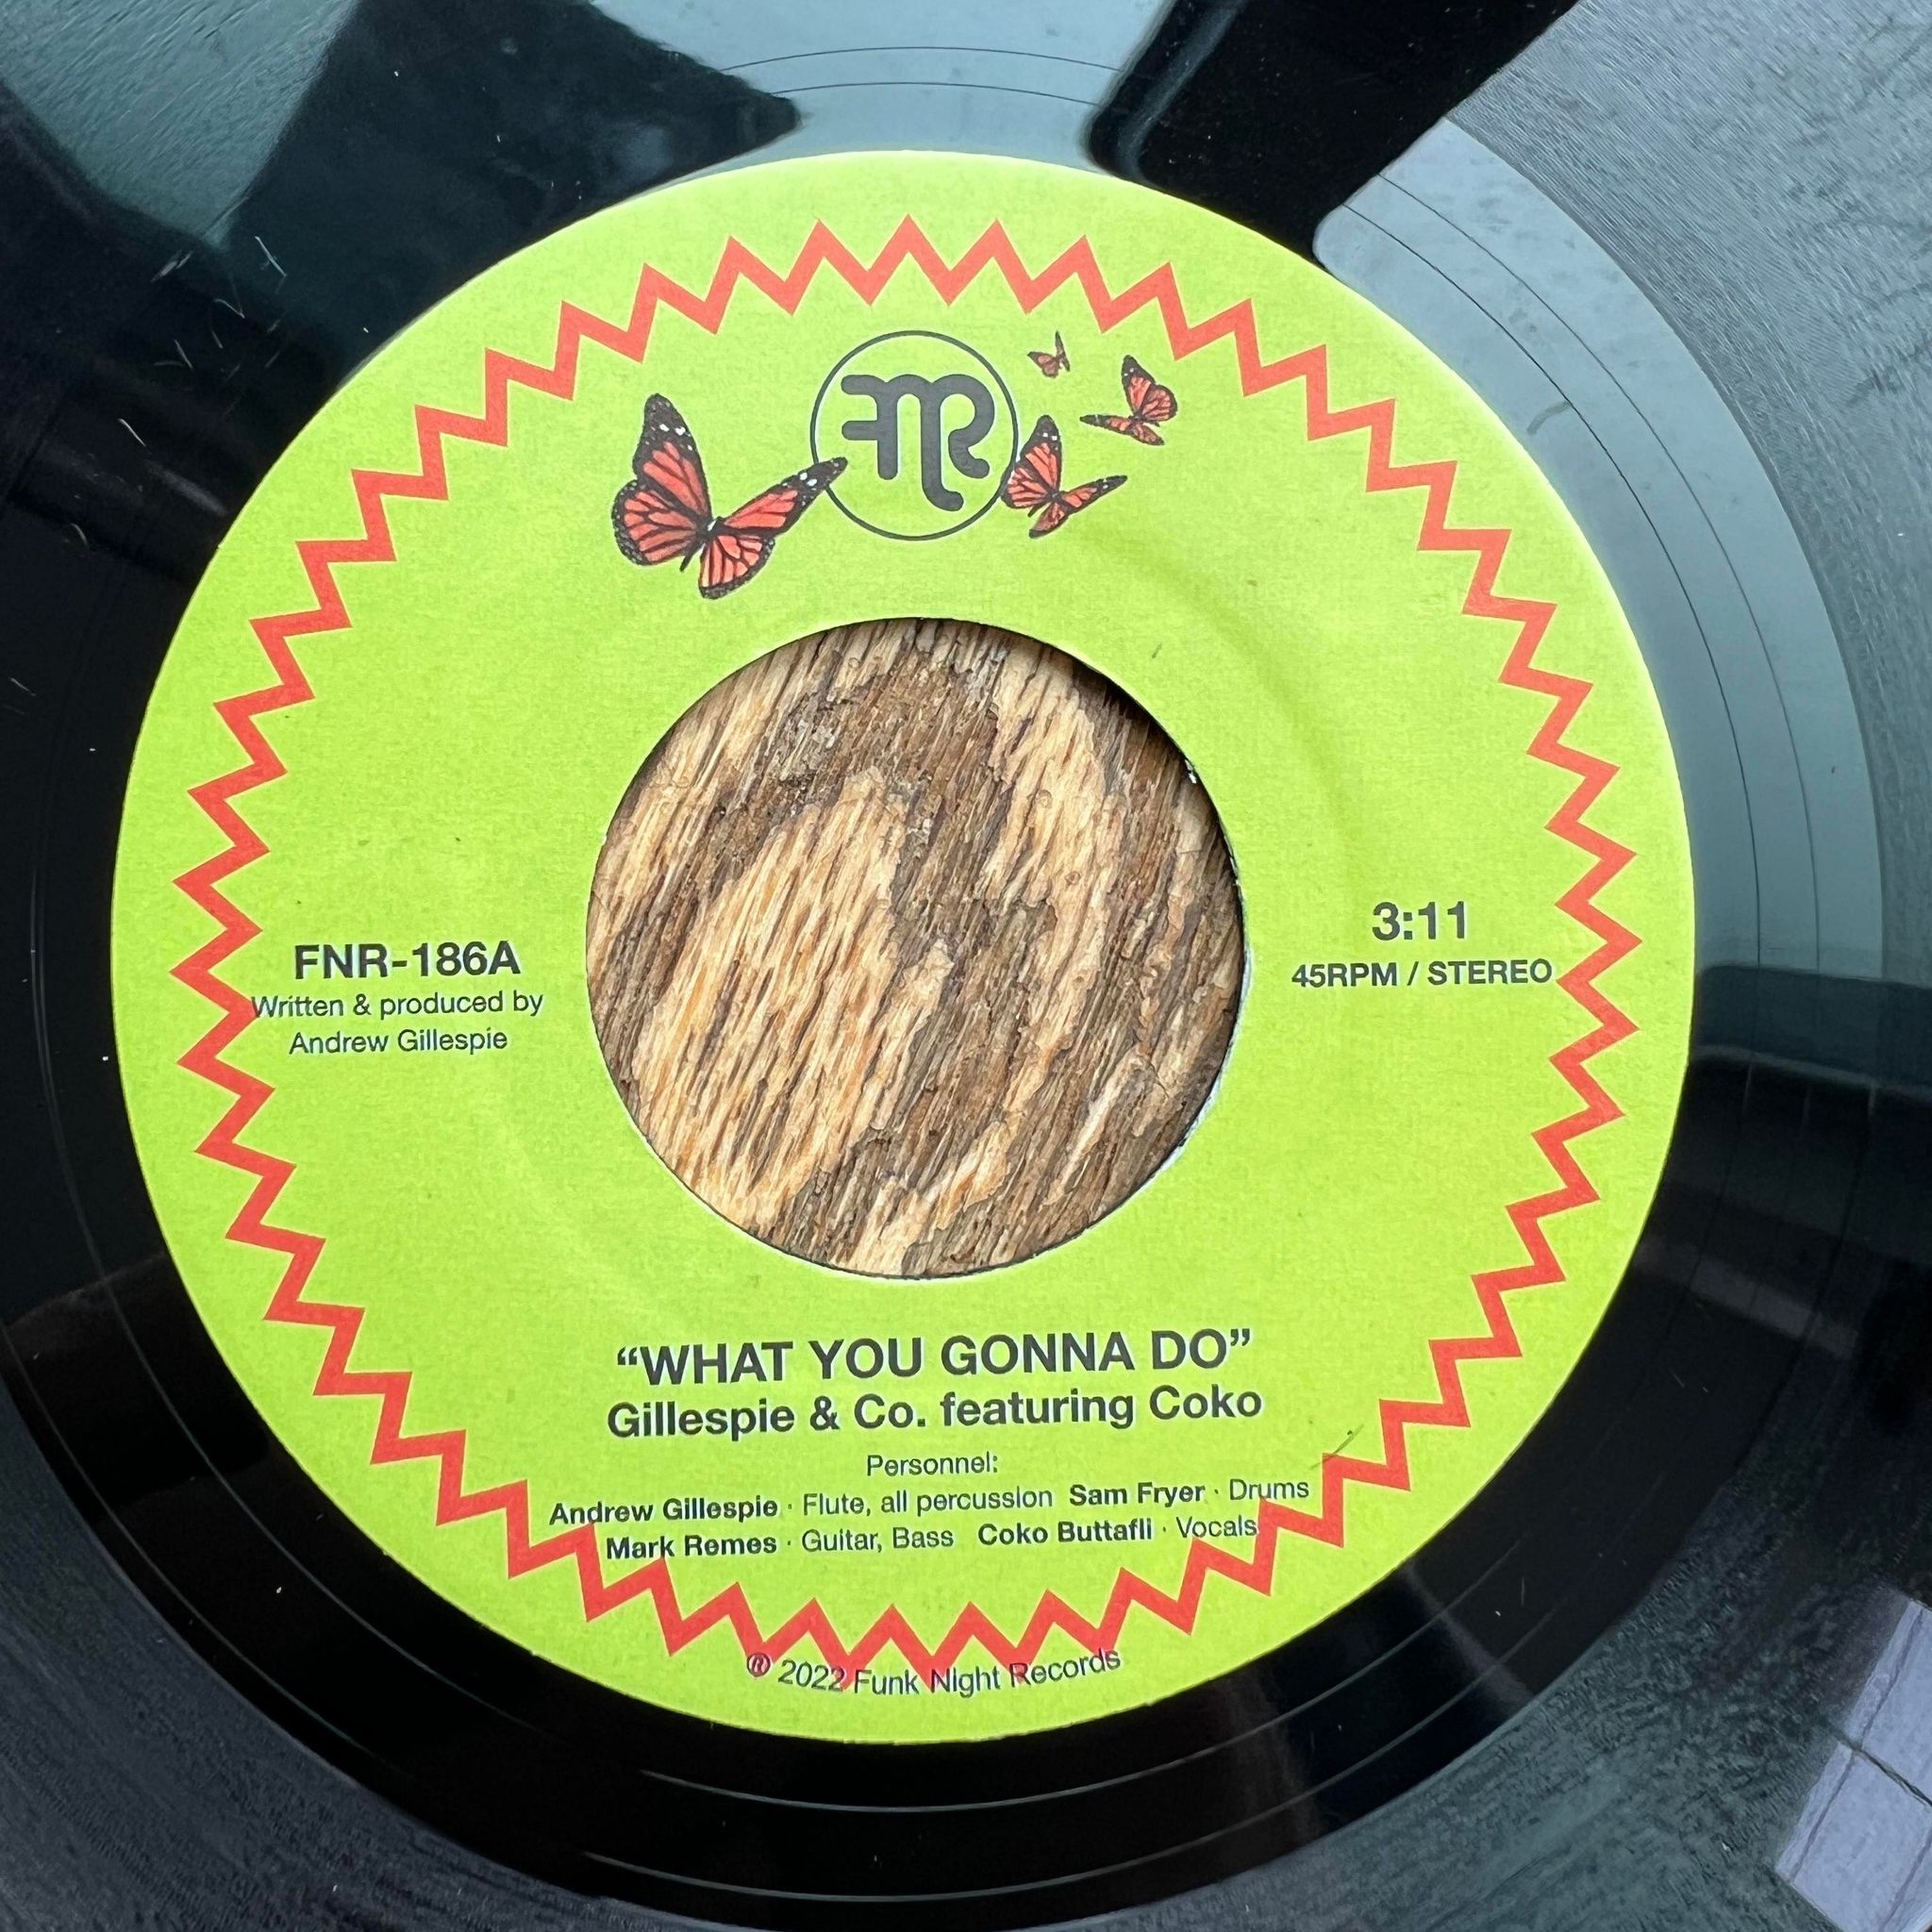 FNR
FNR-186A
Written & produced by
Andrew Gillespie
3:11
45RPM / STEREO
“WHAT YOU GONNA DO”
Gillespie & Co. featuring Coko
Personnel:
Andrew Gillespie · Flute, all percussion Sam Fryer · Drums
Mark Remes · Guitar, Bass Coko Buttafli · Vocals
® 2022 Funk Night Records